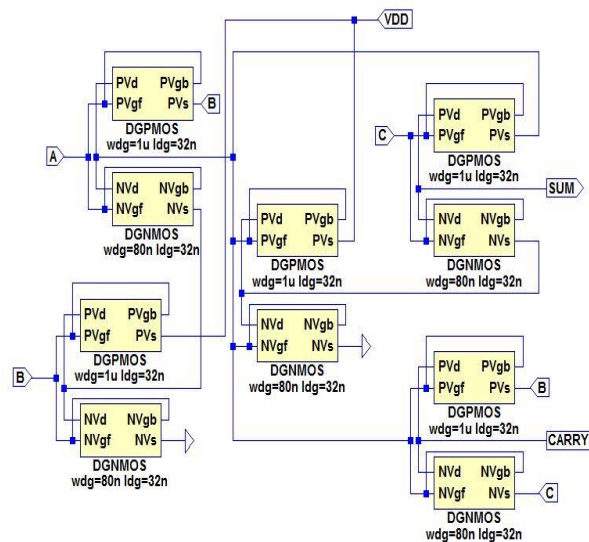 VDD
PVd PVgb
PVgf PVs
B
DGPMOS
wdg=1u ldg=32n
A
NVd NVgb
NVgf NVs
DGNMOS
wdg=80n ldg=32n
C
PVd PVgb
PVgf PVs
DGPMOS
wdg=1u ldg=32n
SUM
NVd NVgb
NVgf NVs
DGNMOS
wdg=80n ldg=32n
PVd PVgb
PVgf PVs
DGPMOS
wdg=1u ldg=32n
NVd NVgb
NVgf NVs
DGNMOS
wdg=80n ldg=32n
PVd PVgb
PVgf PVs
DGPMOS
wdg=1u ldg=32n
B
NVd NVgb
NVgf NVs
DGNMOS
wdg=80n ldg=32n
PVd PVgb
PVgf PVs
B
DGPMOS
wdg=1u ldg=32n
CARRY
NVd NVgb
NVgf NVs
C
DGNMOS
wdg=80n ldg=32n